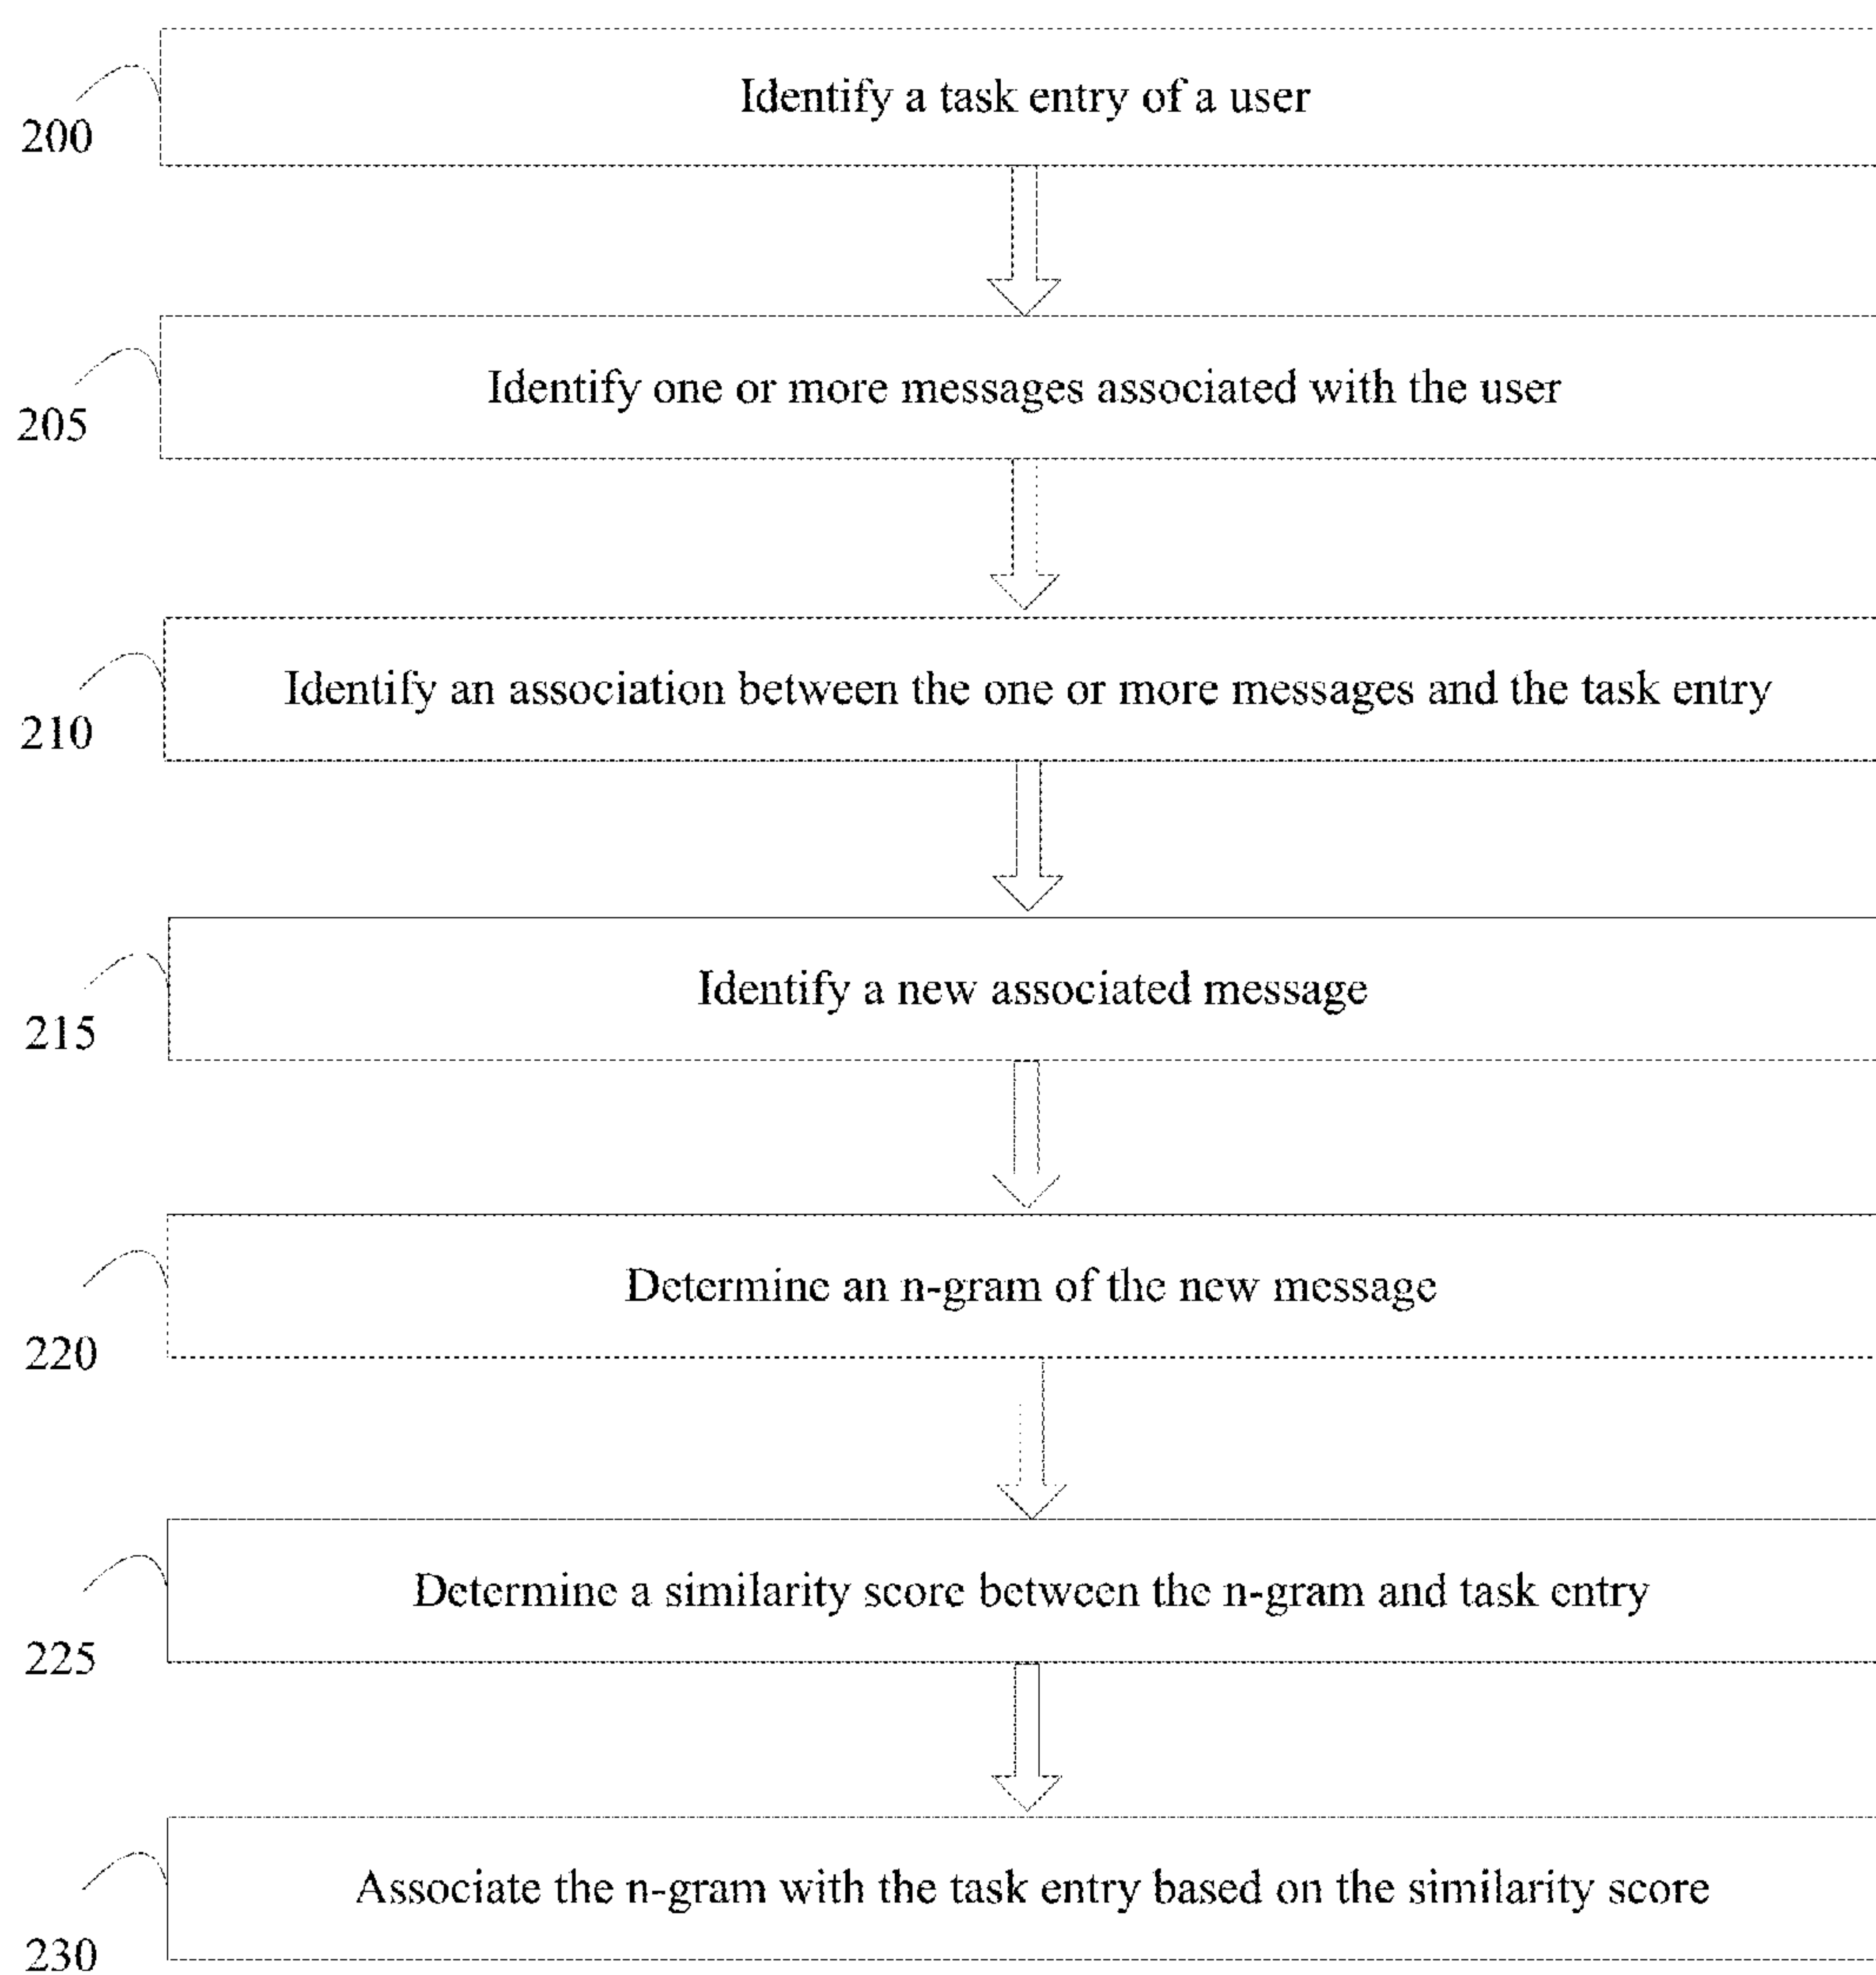 Identify a task entry of a user
200
Identify one or more messages associated with the user
205
Identify an association between the one or more messages and the task entry
210
Identify a new associated message
215
Determine an n-gram of the new message
220
Determine a similarity score between the n-gram and task entry
225
Associate the n-gram with the task entry based on the similarity score
230